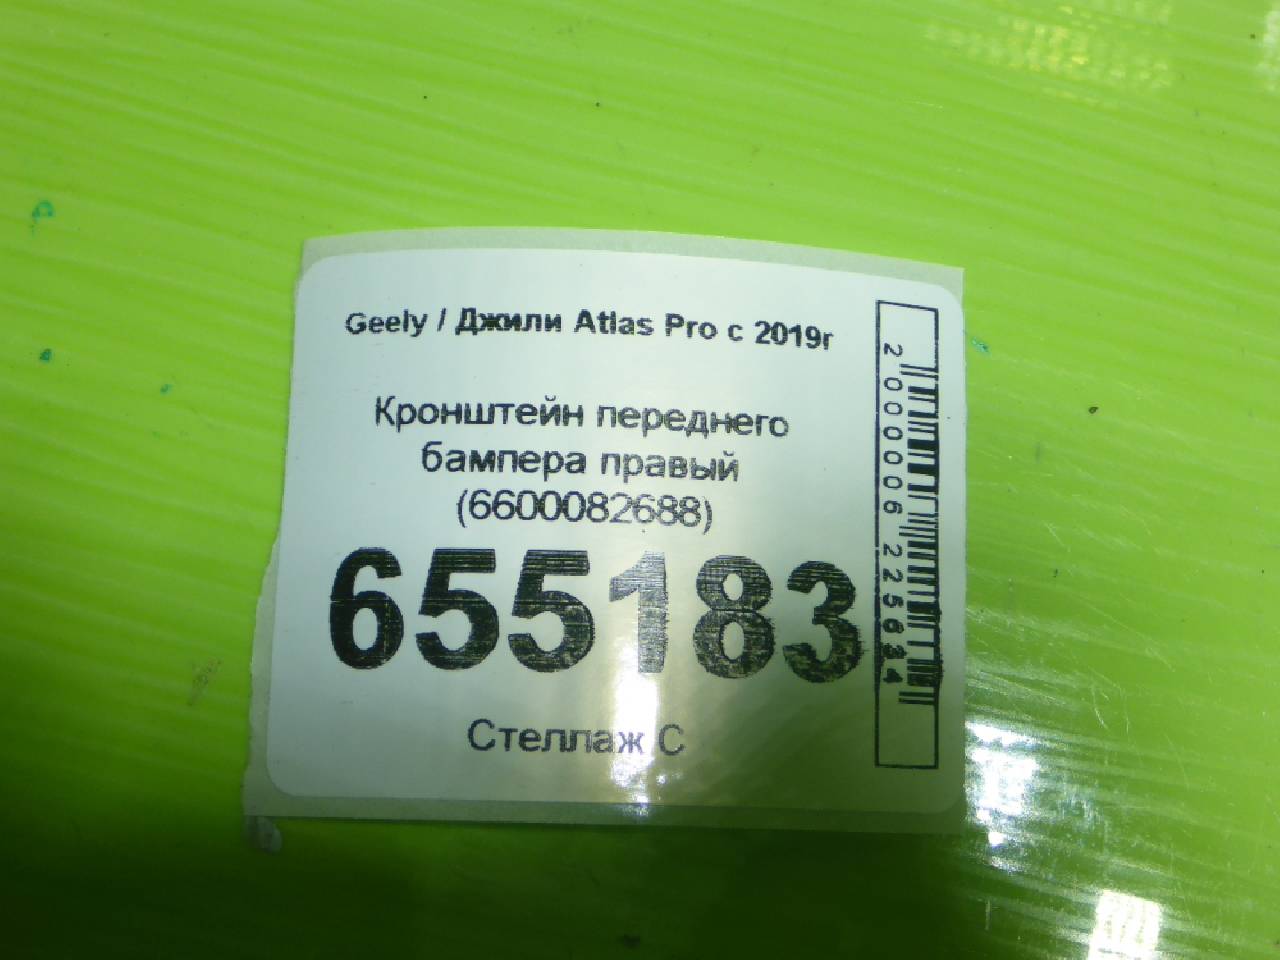 Geely / Джили Atlas Pro с 2019г
Кронштейн переднего
бампера правый
(6600082688)
655183
Стеллаж С
2000006225634